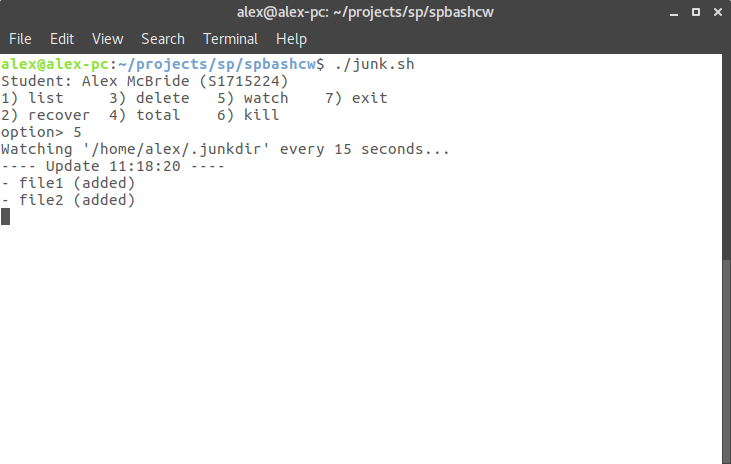 alex@alex-pc: ~/projects/sp/spbashcw
File Edit View Search Terminal Help
alex@alex-pc:~/projects/sp/spbashcw$ ./junk.sh
Student: Alex McBride (S1715224)
1) list     3) delete   5) watch    7) exit
2) recover  4) total    6) kill
option> 5
Watching '/home/alex/.junkdir' every 15 seconds...
---- Update 11:18:20 ----
- file1 (added)
- file2 (added)